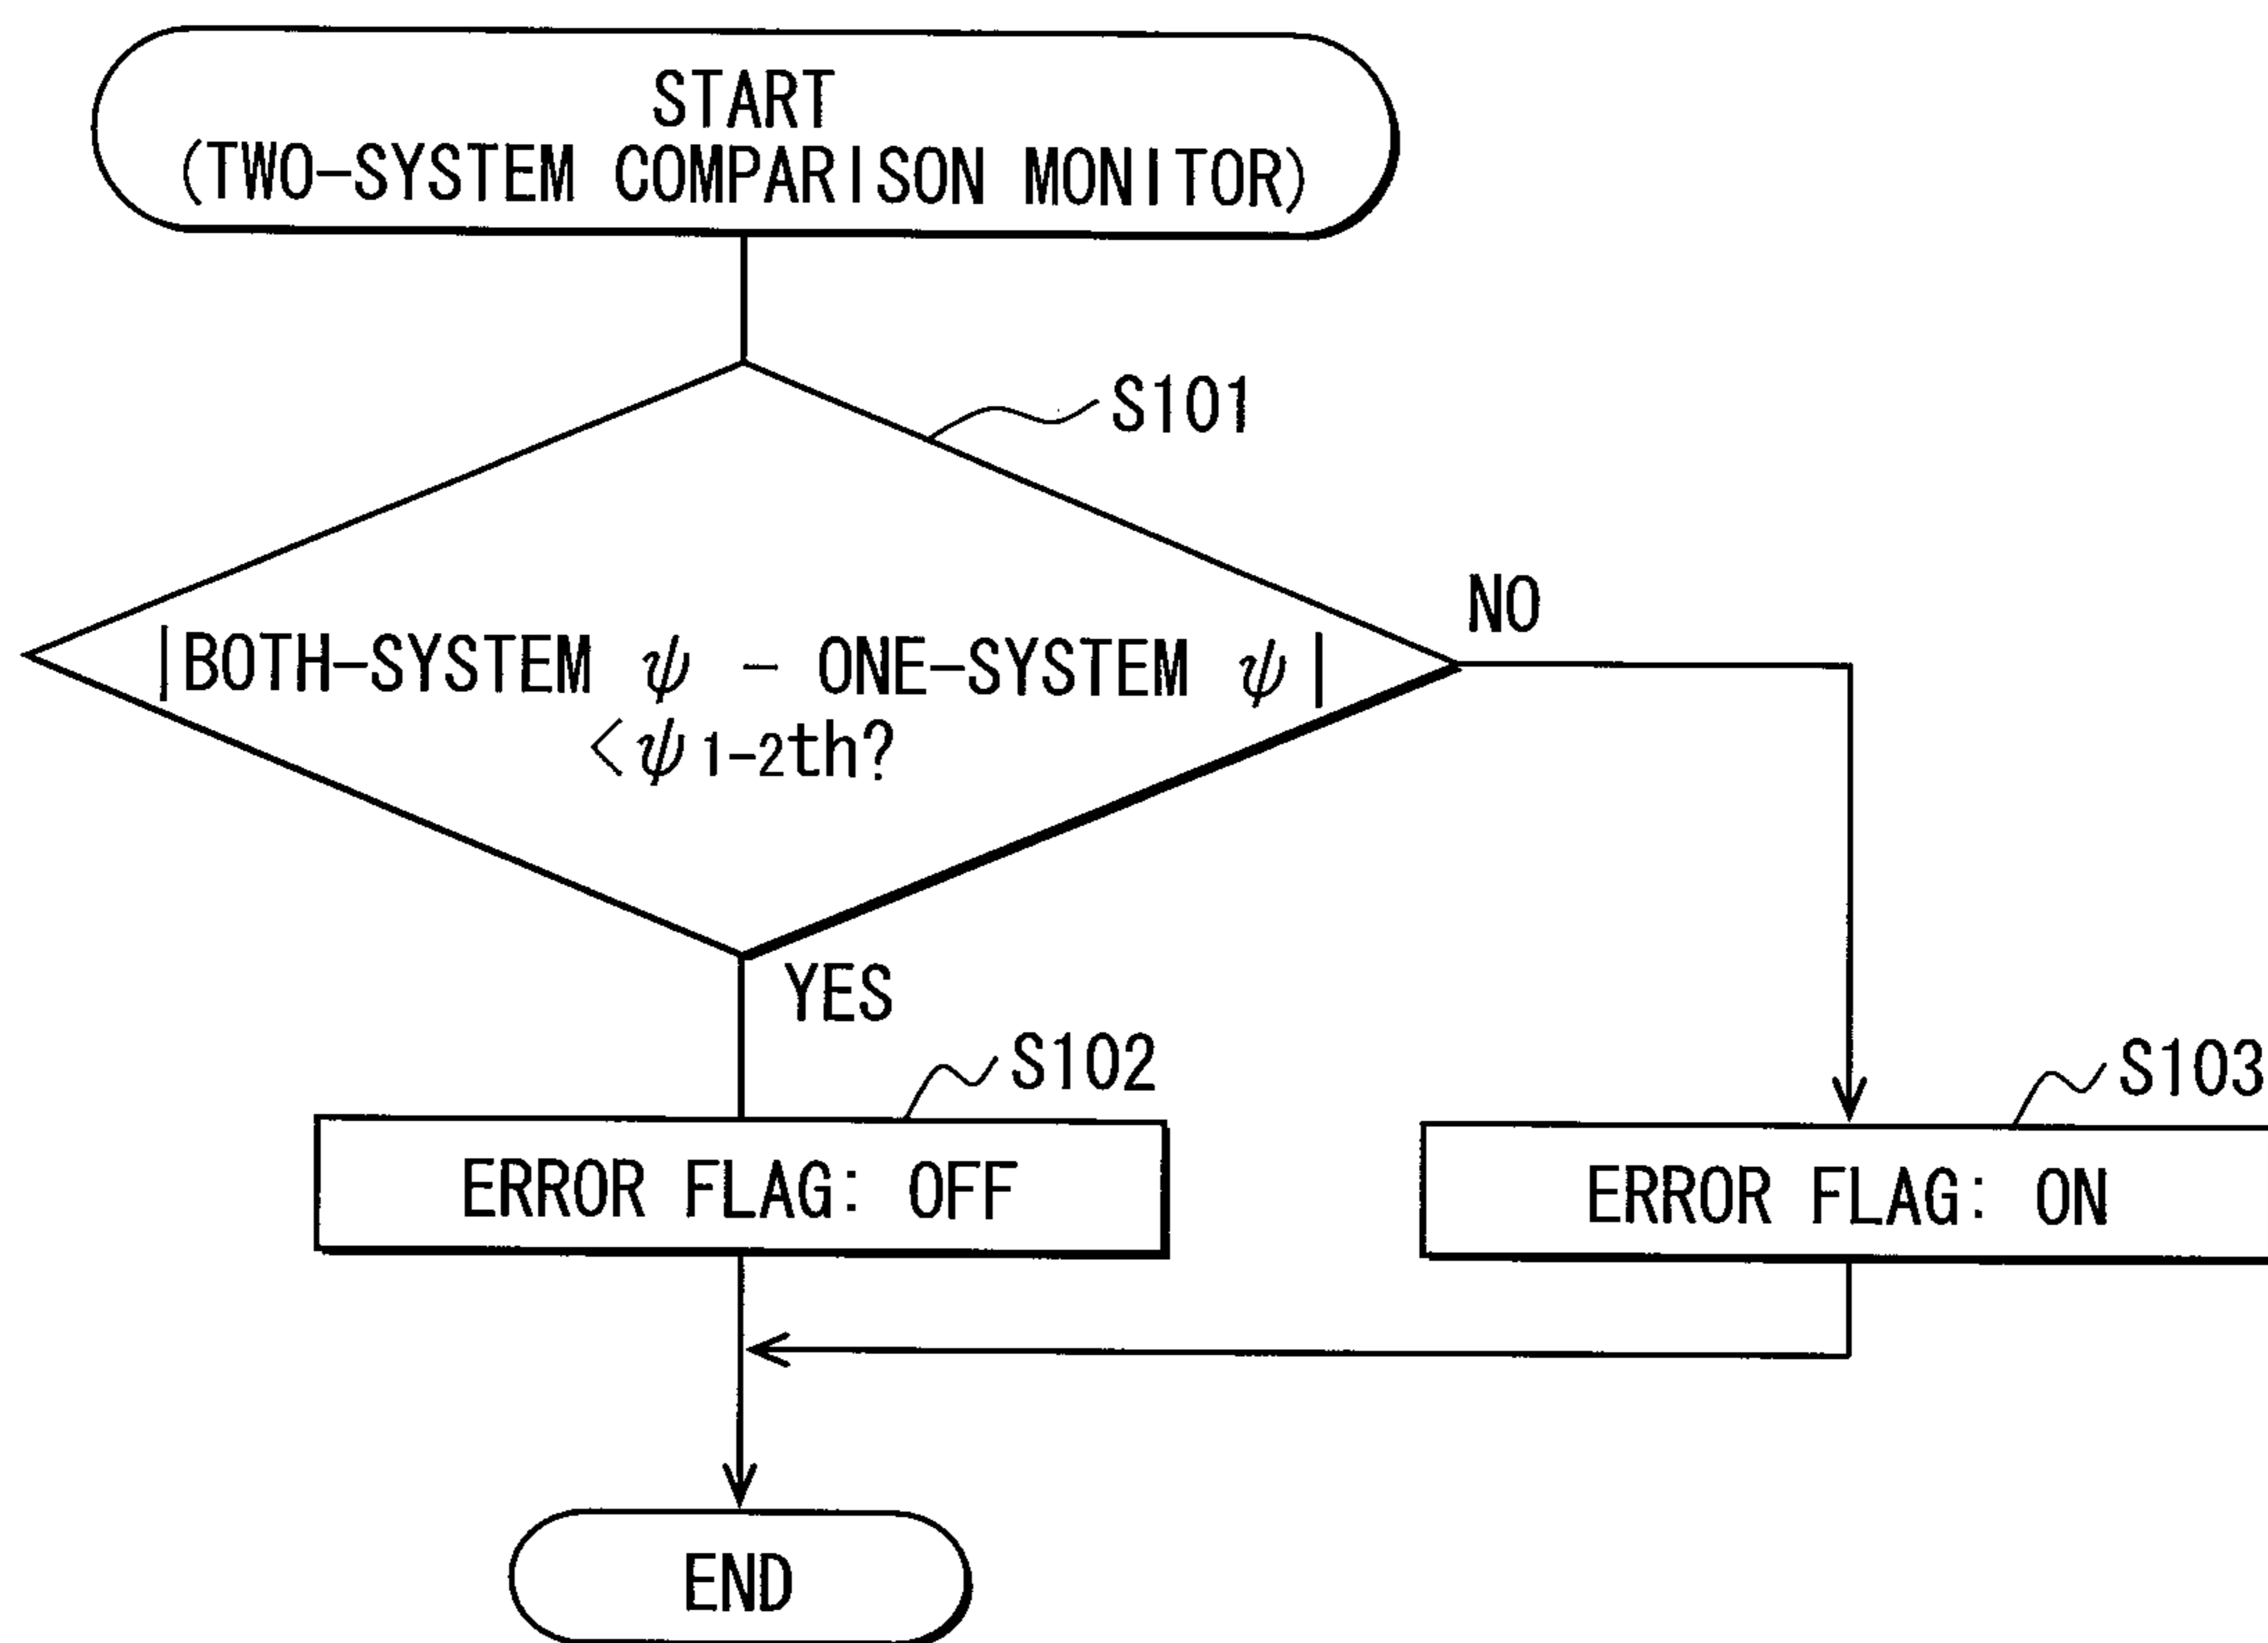 START
(TWO-SYSTEM COMPARISON MONITOR)
S101
|BOTH-SYSTEM ψ - ONE-SYSTEM ψ|
<ψ1-2th?
NO
YES
S102
ERROR FLAG: OFF
S103
ERROR FLAG: ON
END